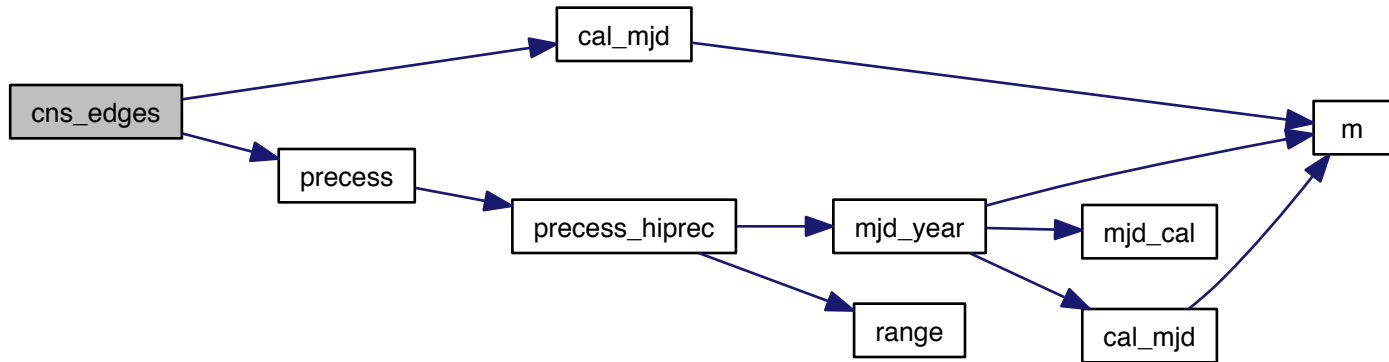 cal_mjd
cns_edges
m
precess
precess_hiprec
mjd_year
mjd_cal
range
cal_mjd